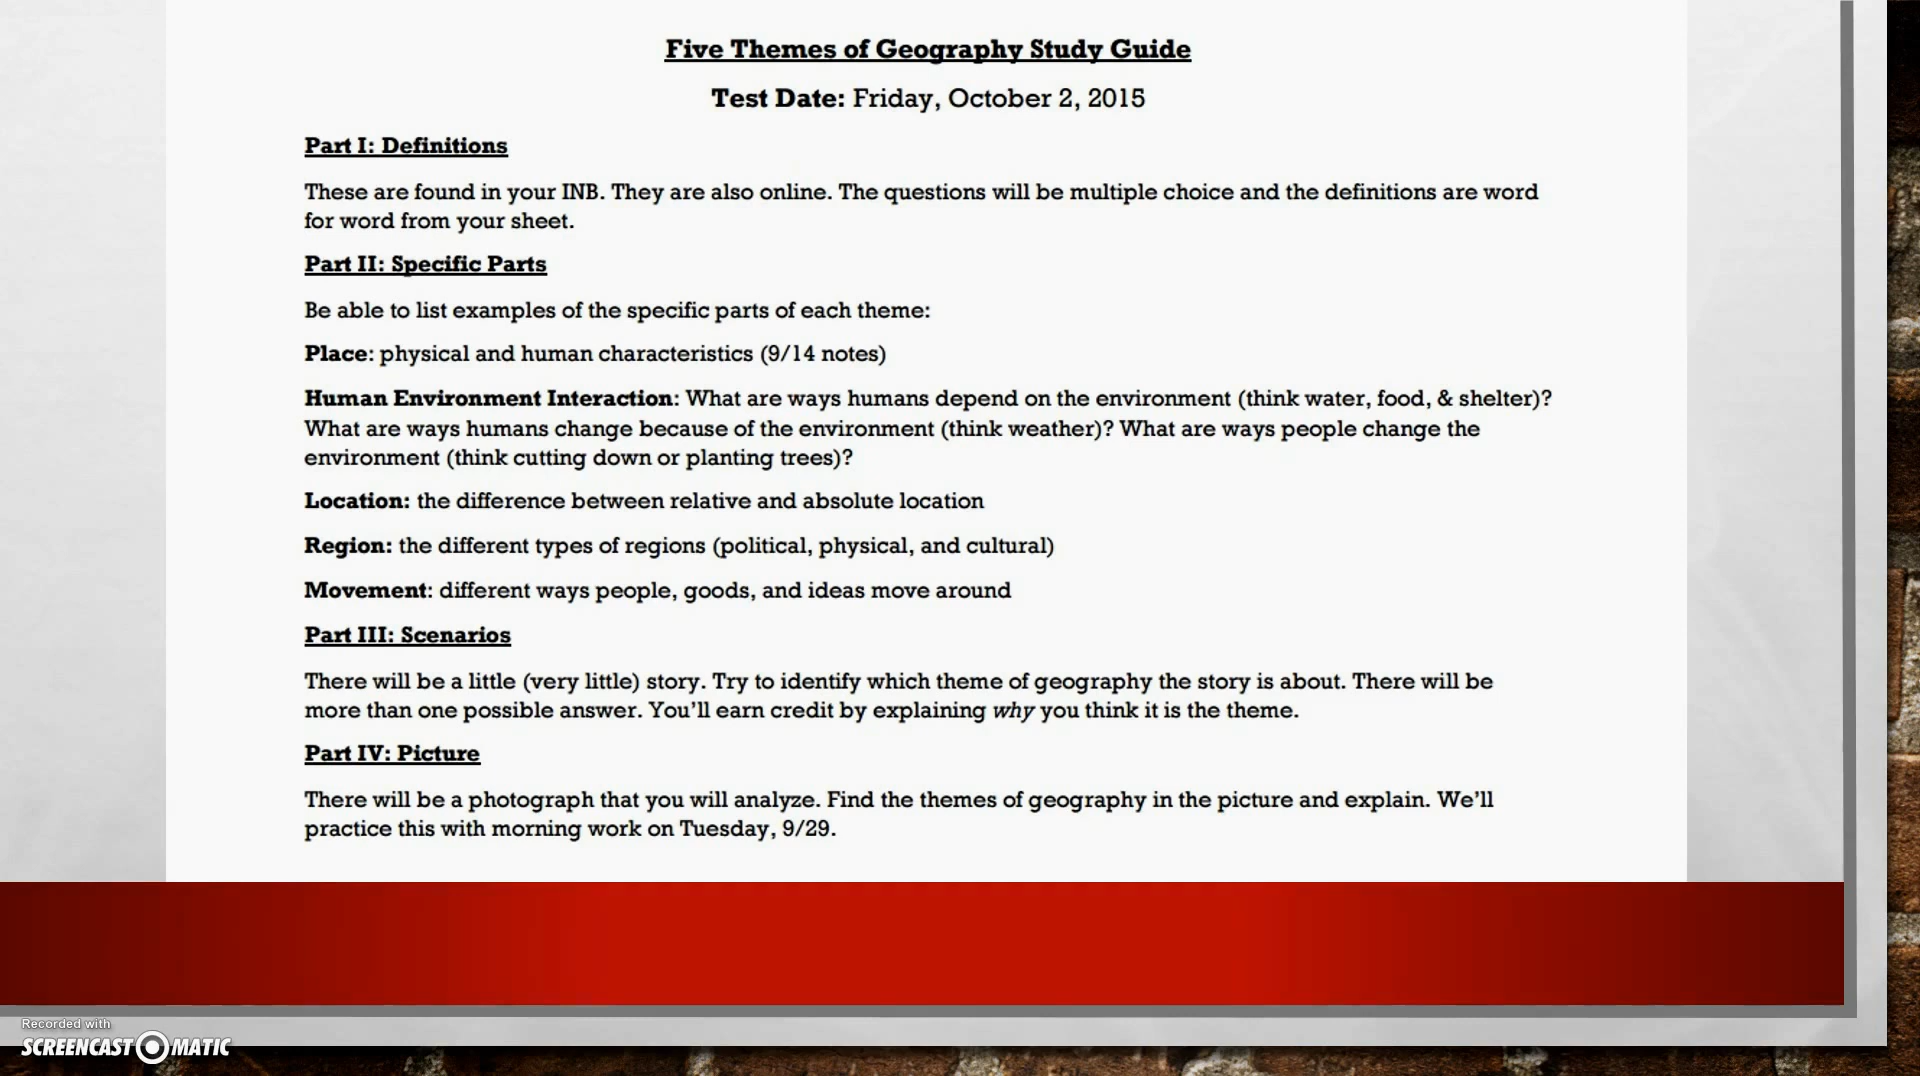 Five Themes of Geography Study Guide
Test Date: Friday, October 2, 2015
Part I: Definitions
These are found in your INB. They are also online. The questions will be multiple choice and the definitions are word
for word from your sheet.
Part II: Specific Parts
Be able to list examples of the specific parts of each theme:
Place: physical and human characteristics (9/14 notes)
Human Environment Interaction: What are ways humans depend on the environment (think water, food, & shelter)?
What are ways humans change because of the environment (think weather)? What are ways people change the
environment (think cutting down or planting trees)?
Location: the difference between relative and absolute location
Region: the different types of regions (political, physical, and cultural)
Movement: different ways people, goods, and ideas move around
Part III: Scenarios
There will be a little (very little) story. Try to identify which theme of geography the story is about. There will be
more than one possible answer. You’ll earn credit by explaining why you think it is the theme.
Part IV: Picture
There will be a photograph that you will analyze. Find the themes of geography in the picture and explain. We’ll
practice this with morning work on Tuesday, 9/29.
Recorded with
SCREENCAST O MATIC